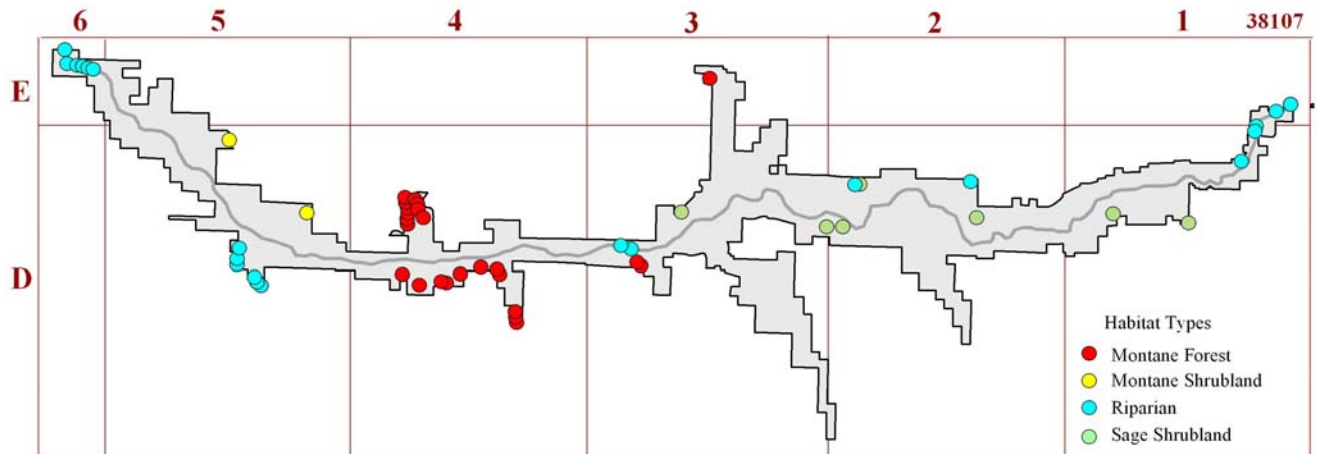 6 5 4 3 2 1 38107
E
D
Habitat Types
Montane Forest
Montane Shrubland
Riparian
Sage Shrubland